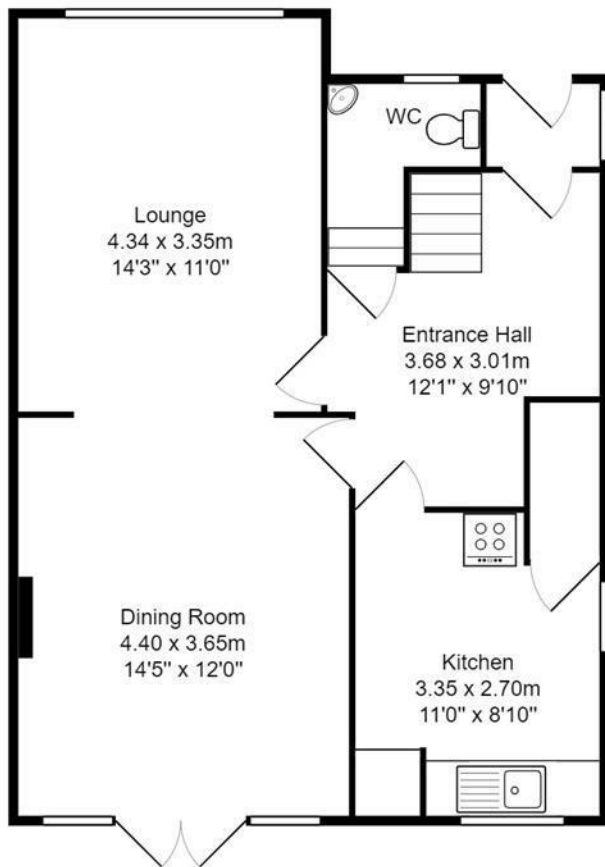 WC
Lounge
4.34 x 3.35m
14'3" x 11'0"
Entrance Hall
3.68 x 3.01m
12'1" x 9'10"
Dining Room
4.40 x 3.65m
14'5" x 12'0"
Kitchen
3.35 x 2.70m
11'0" x 8'10"